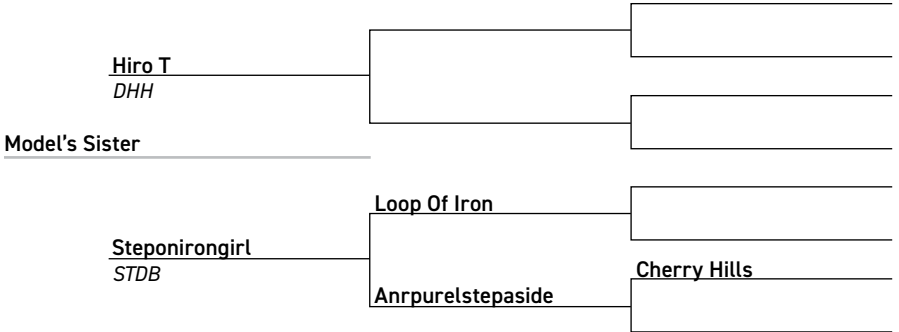 Hiro T
DHH
Model's Sister
Loop Of Iron
Steponirongirl
STDB
Cherry Hills
Anrpurelstepaside